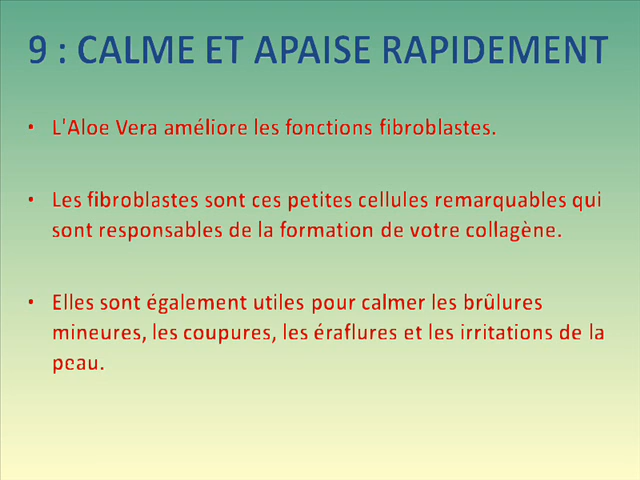 9 : CALME ET APAISE RAPIDEMENT
• L'Aloe Vera améliore les fonctions fibroblastes.
• Les fibroblastes sont ces petites cellules remarquables qui
sont responsables de la formation de votre collagène.
• Elles sont également utiles pour calmer les brûlures
mineures, les coupures, les éraflures et les irritations de la
peau.